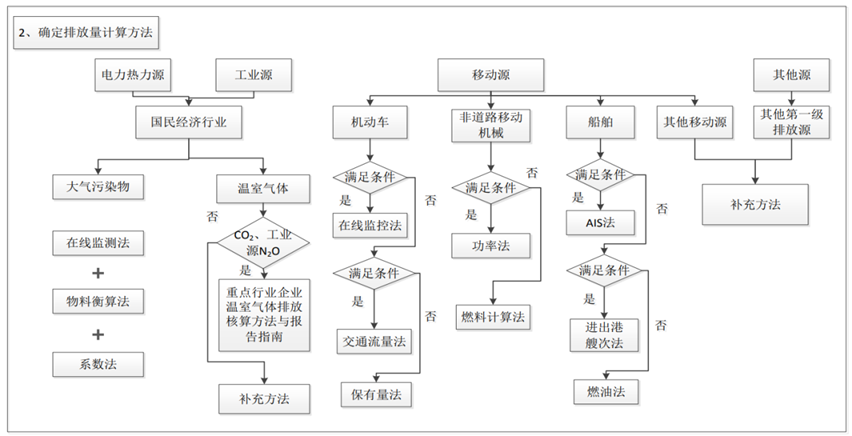 2、确定排放量计算方法
电力热力源
工业源
移动源
其他源
国民经济行业
机动车
非道路移动
机械
船舶
其他移动源
其他第一级
排放源
大气污染物
温室气体
满足条件
否
是
在线监控法
满足条件
否
是
功率法
满足条件
否
是
AIS法
补充方法
否
CO₂、工业
源N₂O
是
在线监测法
+
物料衡算法
+
系数法
重点行业企业
温室气体排放
核算方法与报
告指南
补充方法
满足条件
否
是
交通流量法
保有量法
燃料计算法
满足条件
否
是
进出港
艘次法
燃油法